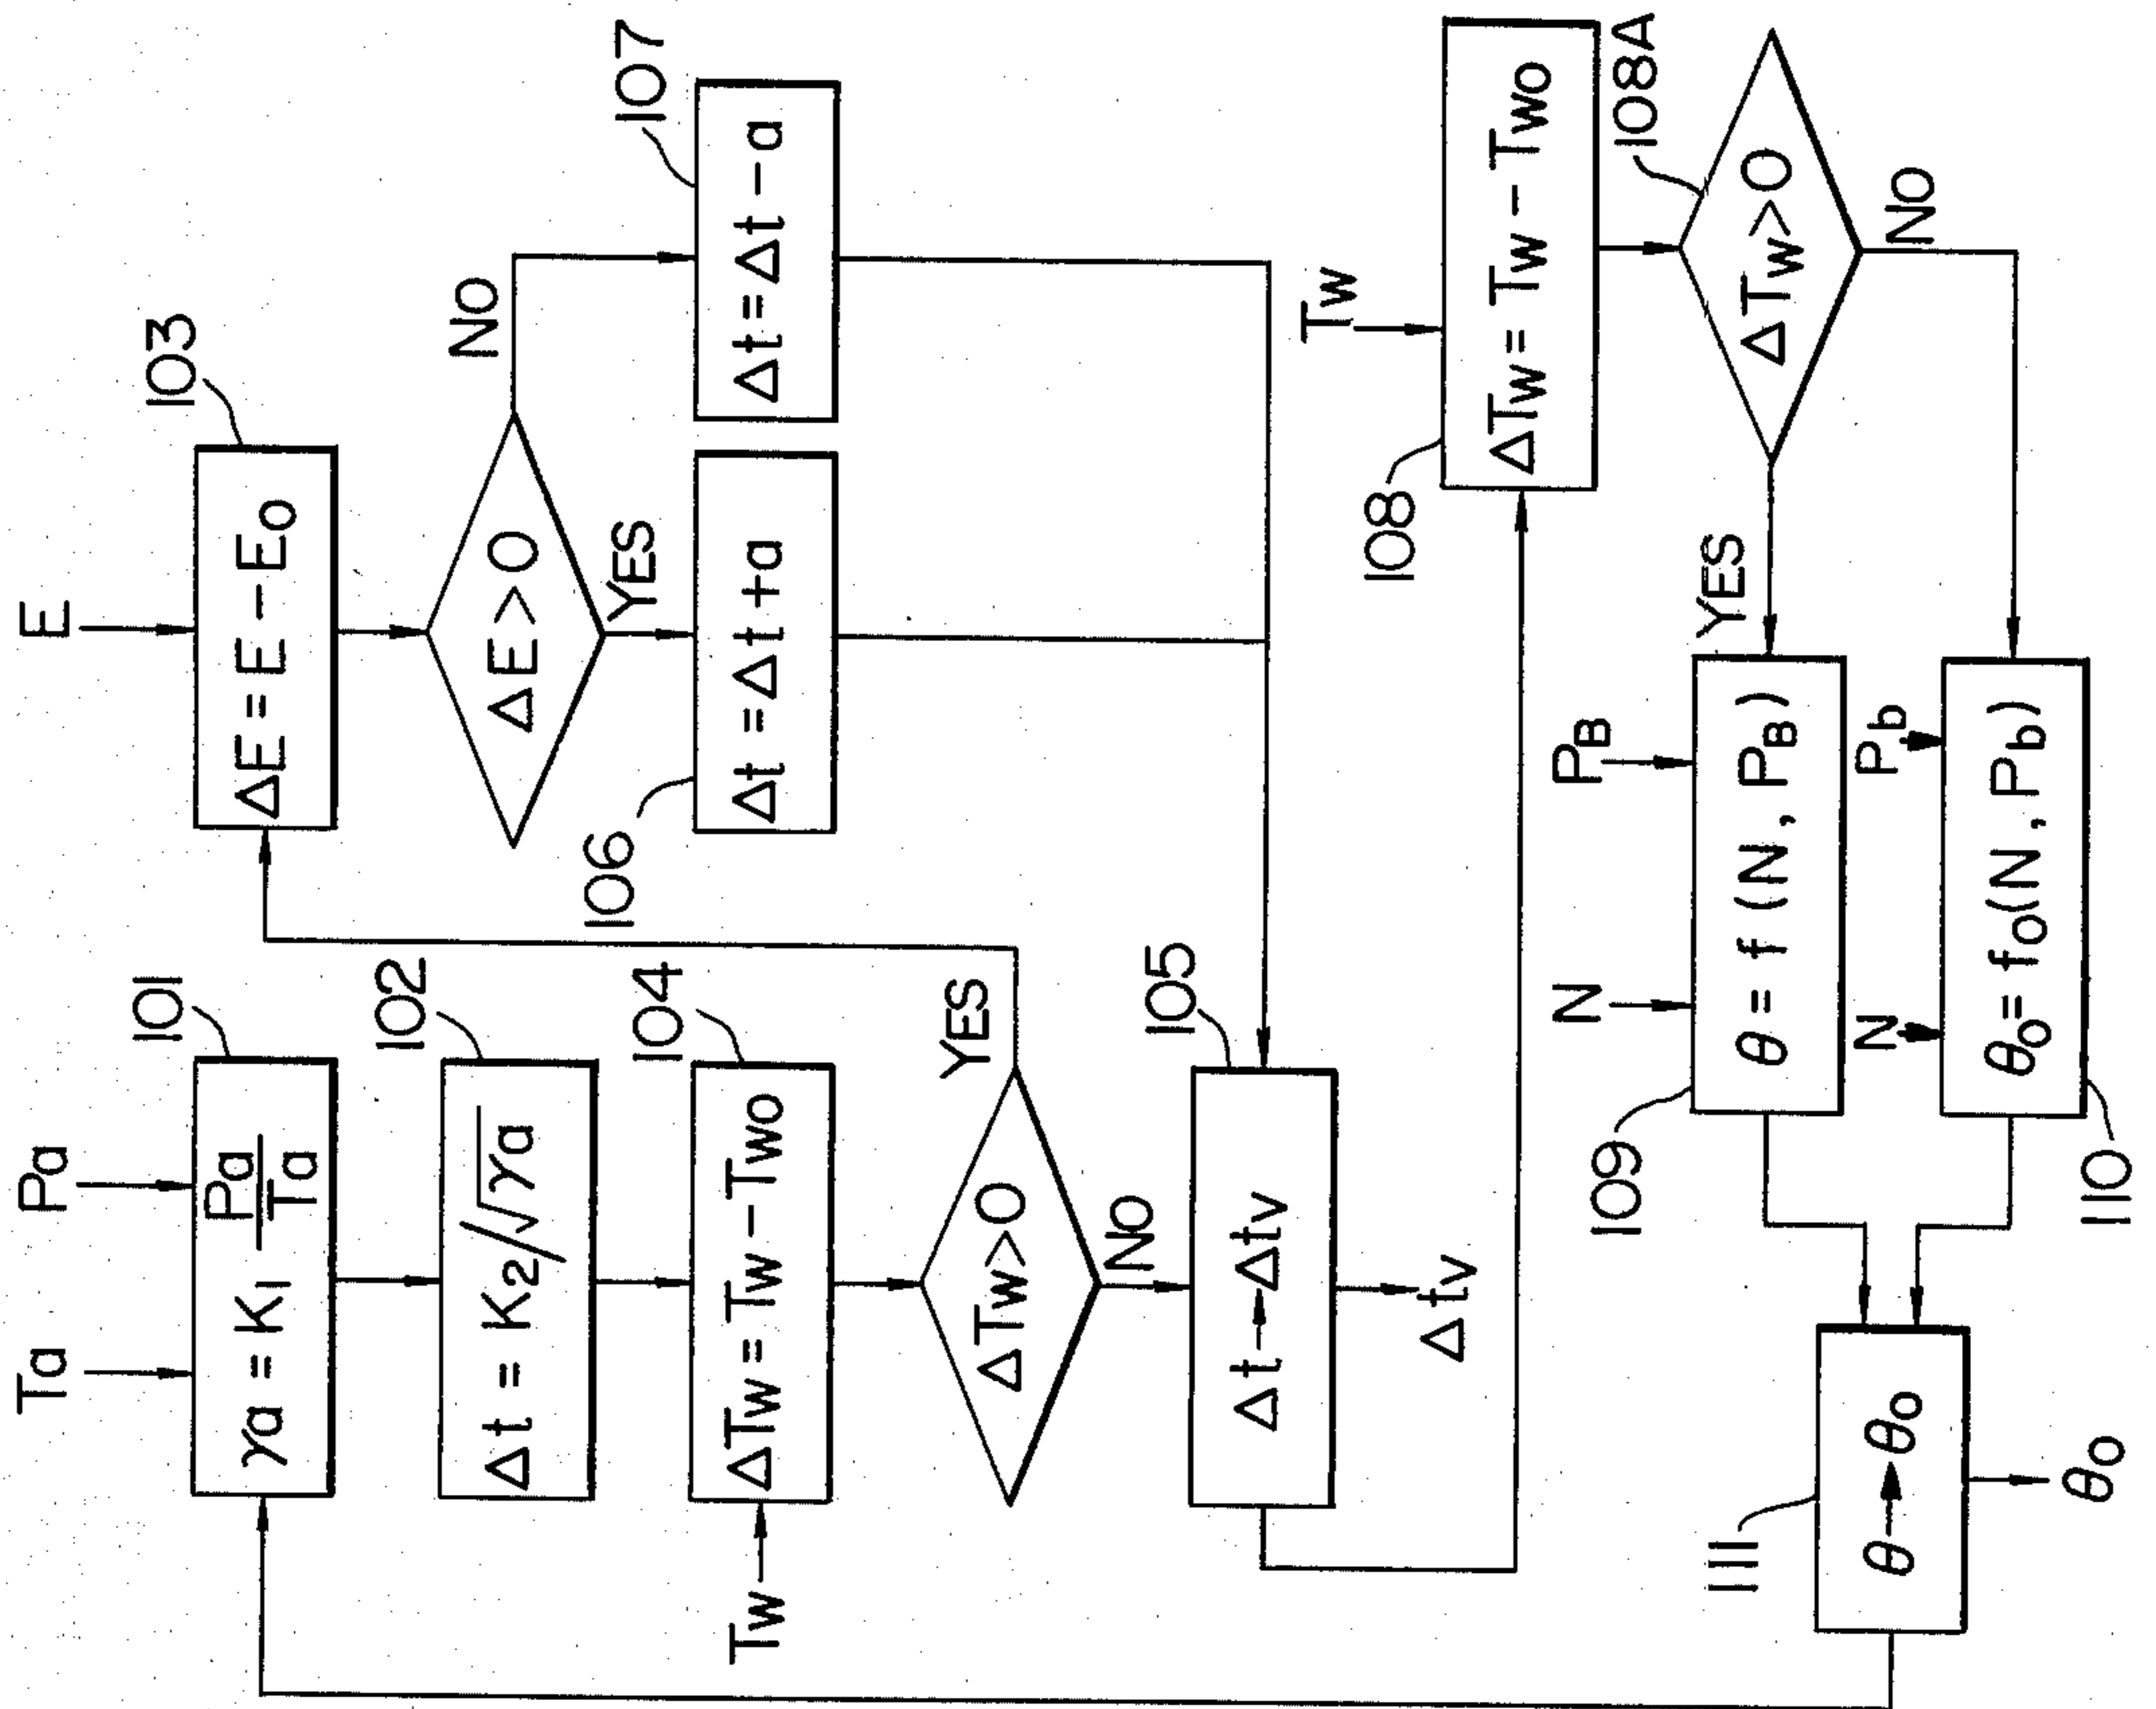 Ta
Pa
101
γa = K1 Pa/Ta
102
Δt = K2/√γa
104
Tw
ΔTw = Tw - Two
ΔTw > 0
YES
NO
E
103
ΔE = E - Eo
ΔE > 0
NO
YES
106
Δt = Δt + a
107
Δt = Δt - a
105
Δt → Δtv
Δtv
Tw
108
ΔTw = Tw - Two
108A
ΔTw > 0
YES
NO
N
PB
109
θ = f (N, PB)
N
Pb
110
θo = fo(N, Pb)
111
θ → θo
θo